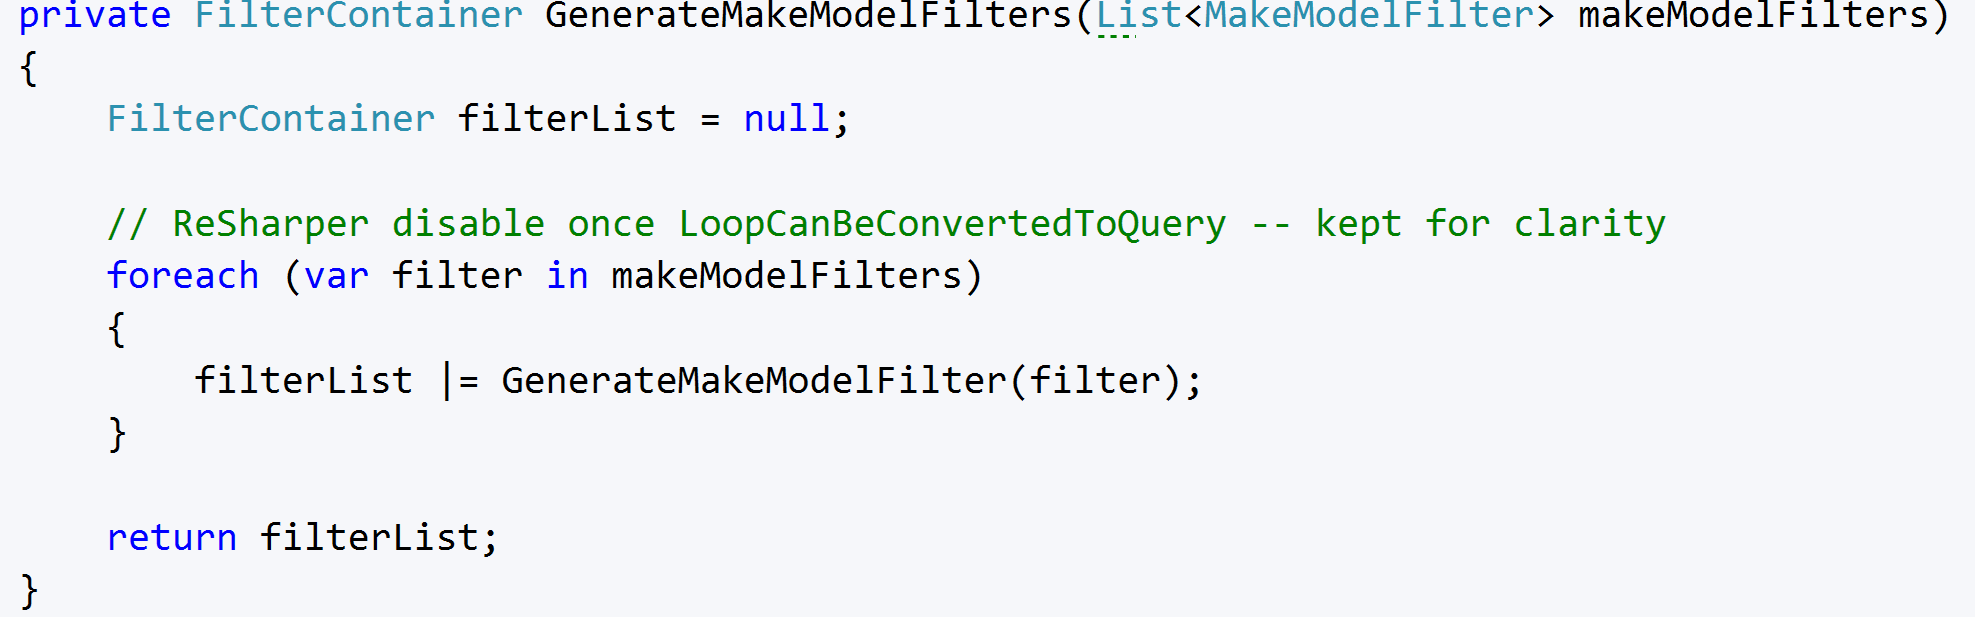 private FilterContainer GenerateMakeModelFilters(List<MakeModelFilter> makeModelFilters)
{
    FilterContainer filterList = null;

    // ReSharper disable once LoopCanBeConvertedToQuery -- kept for clarity
    foreach (var filter in makeModelFilters)
    {
        filterList |= GenerateMakeModelFilter(filter);
    }

    return filterList;
}